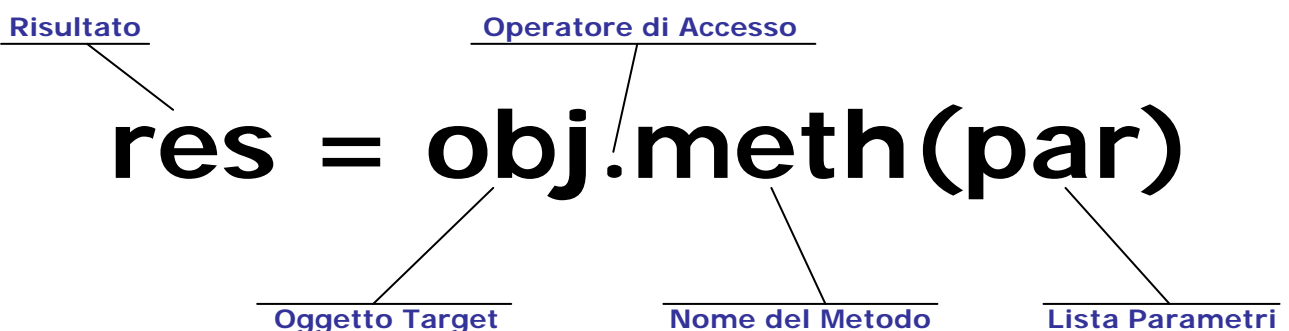 Risultato Operatore di Accesso
res = obj.meth(par)
Oggetto Target Nome del Metodo Lista Parametri